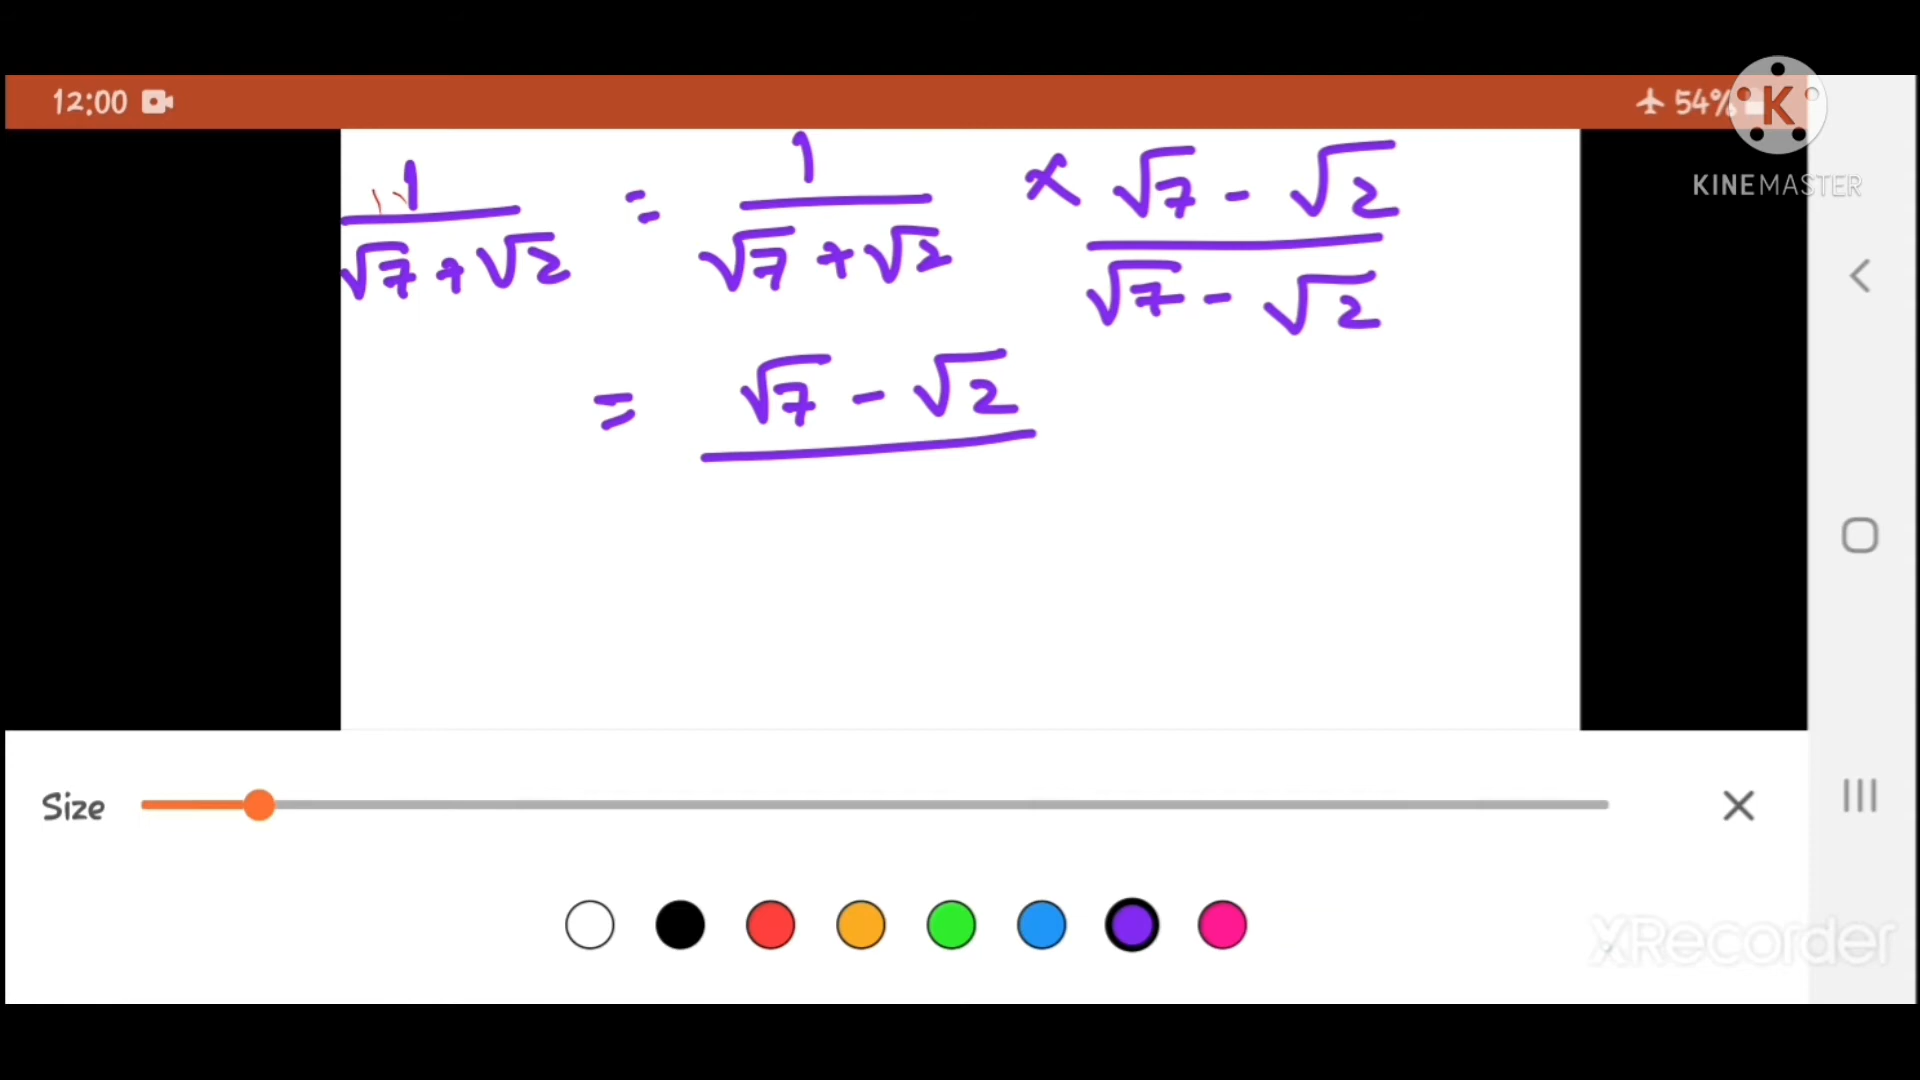 12:00 54%
K
KINEMASTER
1/(√7+√2) = 1/(√7+√2) × (√7-√2)/(√7-√2)
= √7-√2
Size
XRecorder